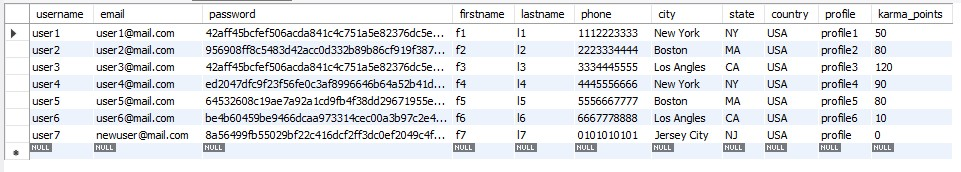 username email password firstname lastname phone city state country profile karma_points
user1 user1@mail.com 42aff45bcfef506acda841c4c751a5e82376dc5e... f1 l1 1112223333 New York NY USA profile1 50
user2 user2@mail.com 956908ff8c5483d42acc0d332b89b86cf919f387... f2 l2 2223334444 Boston MA USA profile2 80
user3 user3@mail.com 42aff45bcfef506acda841c4c751a5e82376dc5e... f3 l3 3334445555 Los Angles CA USA profile3 120
user4 user4@mail.com ed2047dfc9f23f56fe0c3af8996646b64a52b41d... f4 l4 4445556666 New York NY USA profile4 90
user5 user5@mail.com 64532608c19ae7a92a1cd9fb4f38dd29671955e... f5 l5 5556667777 Boston MA USA profile5 80
user6 user6@mail.com be4b60459be9466dcaa973314cec00a3b97c2e4... f6 l6 6667778888 Los Angles CA USA profile6 10
user7 newuser@mail.com 8a56499fb55029bf22c416dcf2ff3dc0ef2049c4f... f7 l7 0101010101 Jersey City NJ USA profile 0
NULL NULL NULL NULL NULL NULL NULL NULL NULL NULL NULL